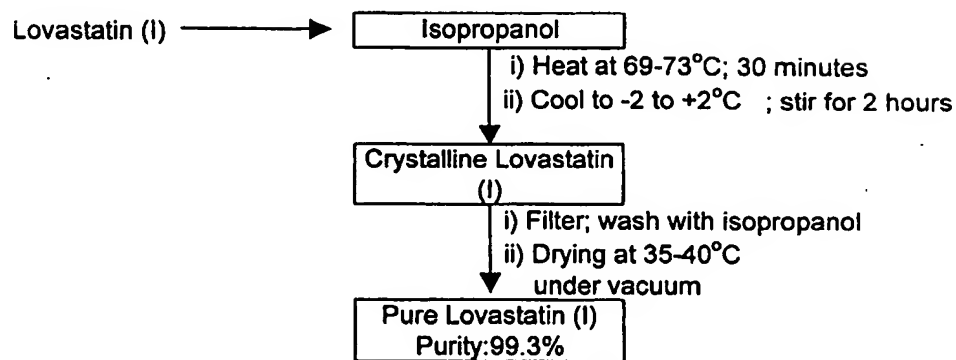 Lovastatin (I)
Isopropanol
i) Heat at 69-73°C; 30 minutes
ii) Cool to -2 to +2°C ; stir for 2 hours
Crystalline Lovastatin
(I)
i) Filter; wash with isopropanol
ii) Drying at 35-40°C
under vacuum
Pure Lovastatin (I)
Purity:99.3%